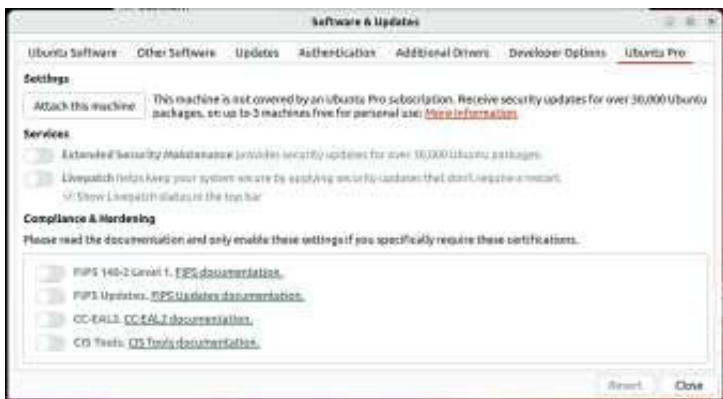 Software & Updates
Ubuntu Software Other Software Updates Authentication Additional Drivers Developer Options Ubuntu Pro
Settings
Attach this machine
This machine is not covered by an Ubuntu Pro subscription. Receive security updates for over 30,000 Ubuntu
packages, on up to 3 machines free for personal use: More information.
Services
Extended Security Maintenance provides security updates for over 30,000 Ubuntu packages.
Livepatch helps keep your system secure by applying security updates that don't require a restart.
Show Livepatch status in the top bar
Compliance & Hardening
Please read the documentation and only enable these settings if you specifically require these certifications.
FIPS 140-2 Level 1. FIPS documentation.
FIPS Updates. FIPS Updates documentation.
CC-EAL2. CC-EAL2 documentation.
CIS Tools. CIS Tools documentation.
Revert Close